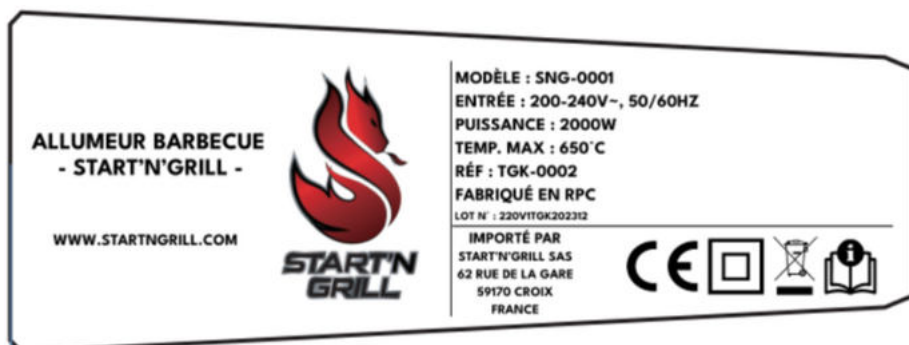 ALLUMEUR BARBECUE
- START'N'GRILL -
WWW.STARTNGRILL.COM
START'N
GRILL
MODÈLE : SNG-0001
ENTRÉE : 200-240V~, 50/60HZ
PUISSANCE : 2000W
TEMP. MAX : 650°C
RÉF : TGK-0002
FABRIQUÉ EN RPC
LOT N° : 220V1TGK202312
IMPORTÉ PAR
START'N'GRILL SAS
62 RUE DE LA GARE
59170 CROIX
FRANCE
CE